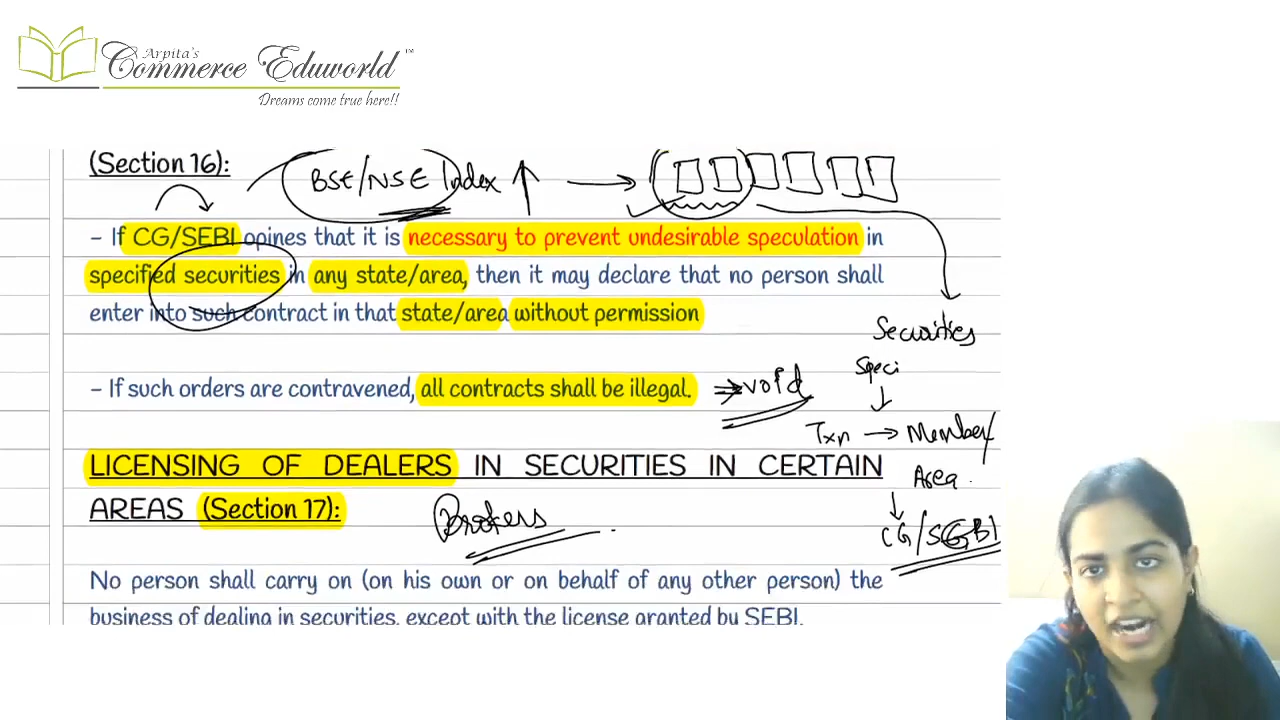 Arpita's
Commerce Eduworld™
Dreams come true here!!
(Section 16):
BSE/NSE Index
– If CG/SEBI opines that it is necessary to prevent undesirable speculation in
specified securities in any state/area, then it may declare that no person shall
enter into such contract in that state/area without permission
Securities
Speci
– If such orders are contravened, all contracts shall be illegal.
void
Txn → Member/
Area
LICENSING OF DEALERS IN SECURITIES IN CERTAIN
AREAS (Section 17):
Brokers
CG/SEBI
No person shall carry on (on his own or on behalf of any other person) the
business of dealing in securities, except with the license granted by SEBI.